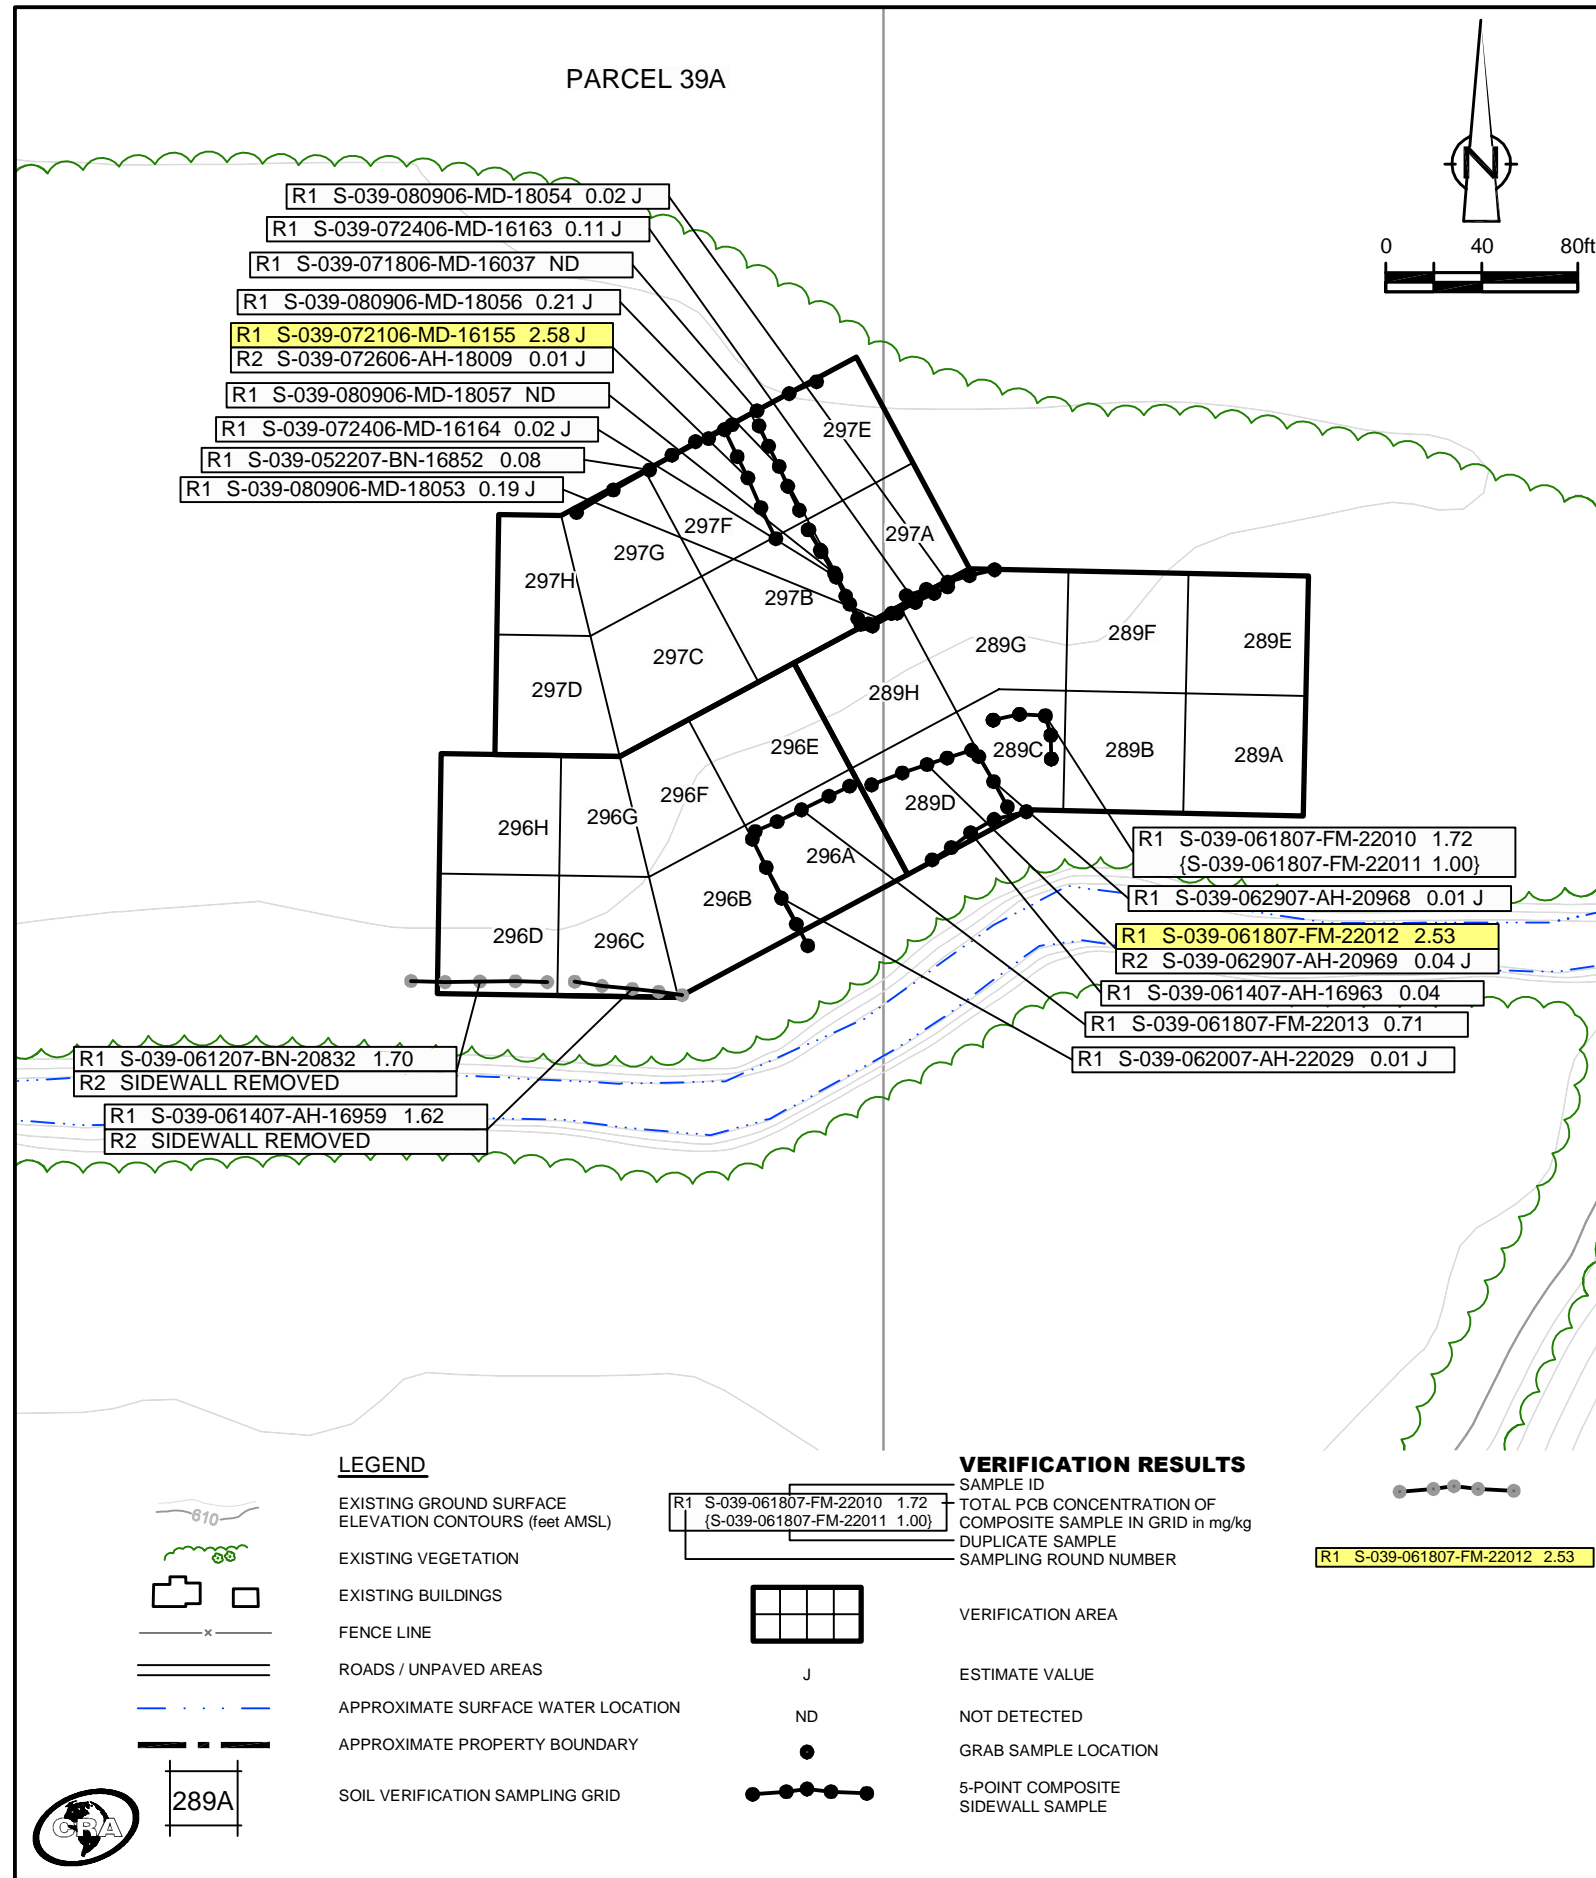 PARCEL 39A
N
0 40 80ft
R1 S-039-080906-MD-18054 0.02 J
R1 S-039-072406-MD-16163 0.11 J
R1 S-039-071806-MD-16037 ND
R1 S-039-080906-MD-18056 0.21 J
R1 S-039-072106-MD-16155 2.58 J
R2 S-039-072606-AH-18009 0.01 J
R1 S-039-080906-MD-18057 ND
R1 S-039-072406-MD-16164 0.02 J
R1 S-039-052207-BN-16852 0.08
R1 S-039-080906-MD-18053 0.19 J
297E
297A
297F
297G
297H
297B
297C
297D
289G
289F
289E
289H
289C
289B
289A
289D
296E
296F
296G
296H
296A
296B
296C
296D
R1 S-039-061807-FM-22010 1.72
{S-039-061807-FM-22011 1.00}
R1 S-039-062907-AH-20968 0.01 J
R1 S-039-061807-FM-22012 2.53
R2 S-039-062907-AH-20969 0.04 J
R1 S-039-061407-AH-16963 0.04
R1 S-039-061807-FM-22013 0.71
R1 S-039-062007-AH-22029 0.01 J
R1 S-039-061207-BN-20832 1.70
R2 SIDEWALL REMOVED
R1 S-039-061407-AH-16959 1.62
R2 SIDEWALL REMOVED
LEGEND
610
EXISTING GROUND SURFACE
ELEVATION CONTOURS (feet AMSL)
EXISTING VEGETATION
EXISTING BUILDINGS
x
FENCE LINE
ROADS / UNPAVED AREAS
APPROXIMATE SURFACE WATER LOCATION
APPROXIMATE PROPERTY BOUNDARY
289A
SOIL VERIFICATION SAMPLING GRID
CRA
VERIFICATION RESULTS
R1 S-039-061807-FM-22010 1.72
{S-039-061807-FM-22011 1.00}
SAMPLE ID
TOTAL PCB CONCENTRATION OF
COMPOSITE SAMPLE IN GRID in mg/kg
DUPLICATE SAMPLE
SAMPLING ROUND NUMBER
VERIFICATION AREA
J
ESTIMATE VALUE
ND
NOT DETECTED
GRAB SAMPLE LOCATION
5-POINT COMPOSITE
SIDEWALL SAMPLE
R1 S-039-061807-FM-22012 2.53